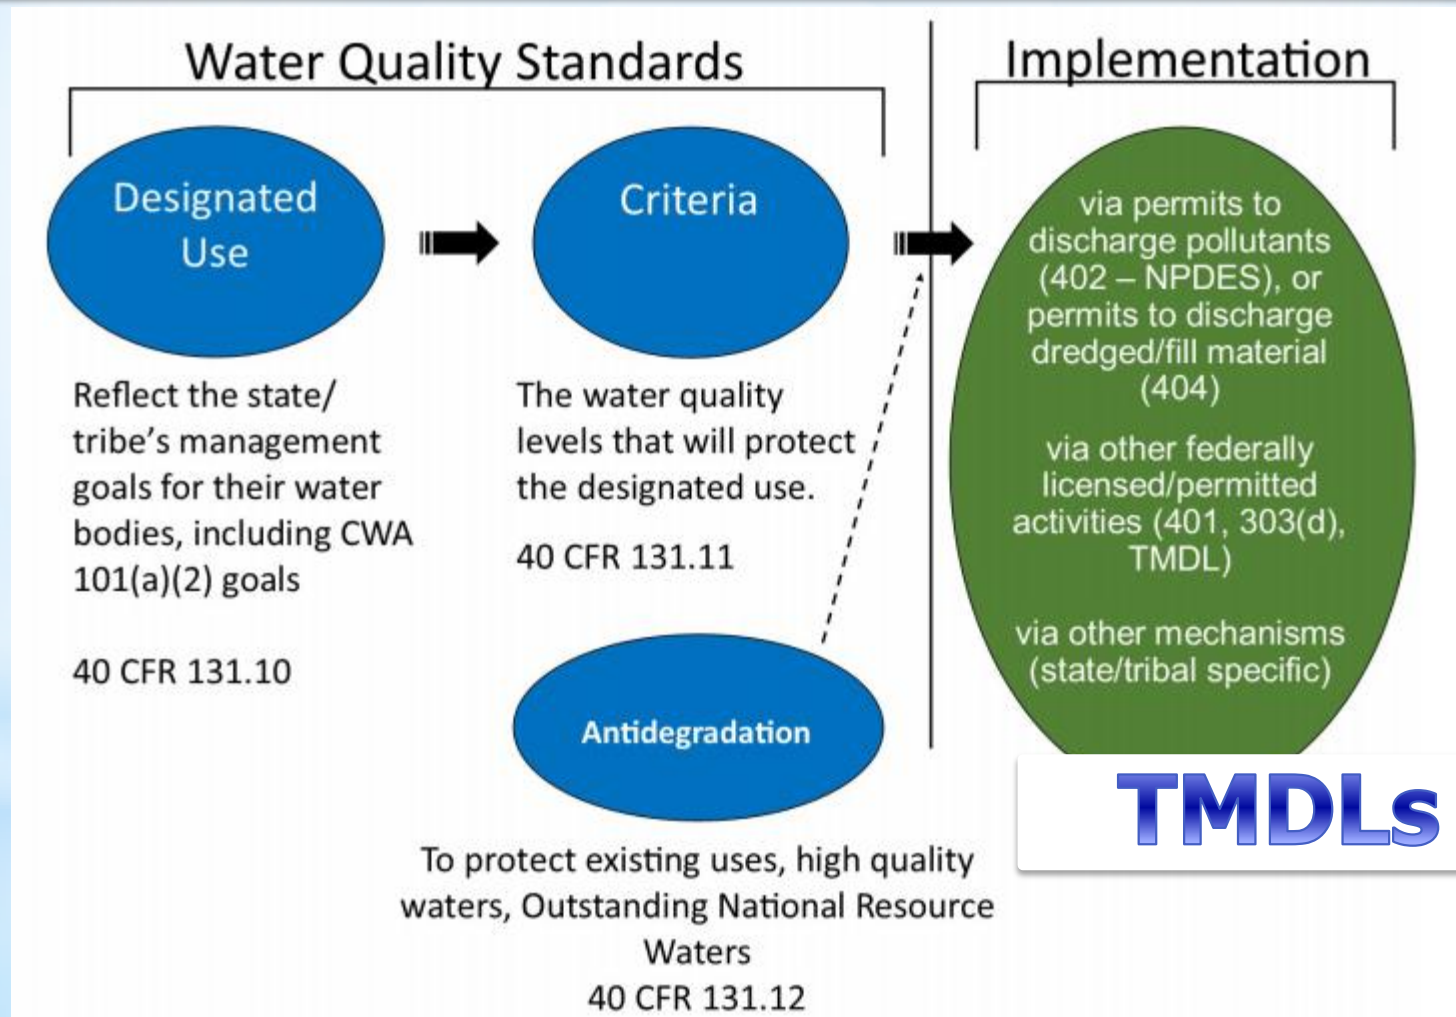 Water Quality Standards
Designated
Use
Reflect the state/
tribe’s management
goals for their water
bodies, including CWA
101(a)(2) goals
40 CFR 131.10
Criteria
The water quality
levels that will protect
the designated use.
40 CFR 131.11
Antidegradation
To protect existing uses, high quality
waters, Outstanding National Resource
Waters
40 CFR 131.12
Implementation
via permits to
discharge pollutants
(402 – NPDES), or
permits to discharge
dredged/fill material
(404)
via other federally
licensed/permitted
activities (401, 303(d),
TMDL)
via other mechanisms
(state/tribal specific)
TMDLs